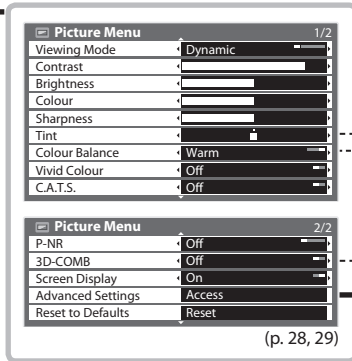 Picture Menu 1/2
Viewing Mode Dynamic
Contrast
Brightness
Colour
Sharpness
Tint
Colour Balance Warm
Vivid Colour Off
C.A.T.S. Off
Picture Menu 2/2
P-NR Off
3D-COMB Off
Screen Display On
Advanced Settings Access
Reset to Defaults Reset
(p. 28, 29)